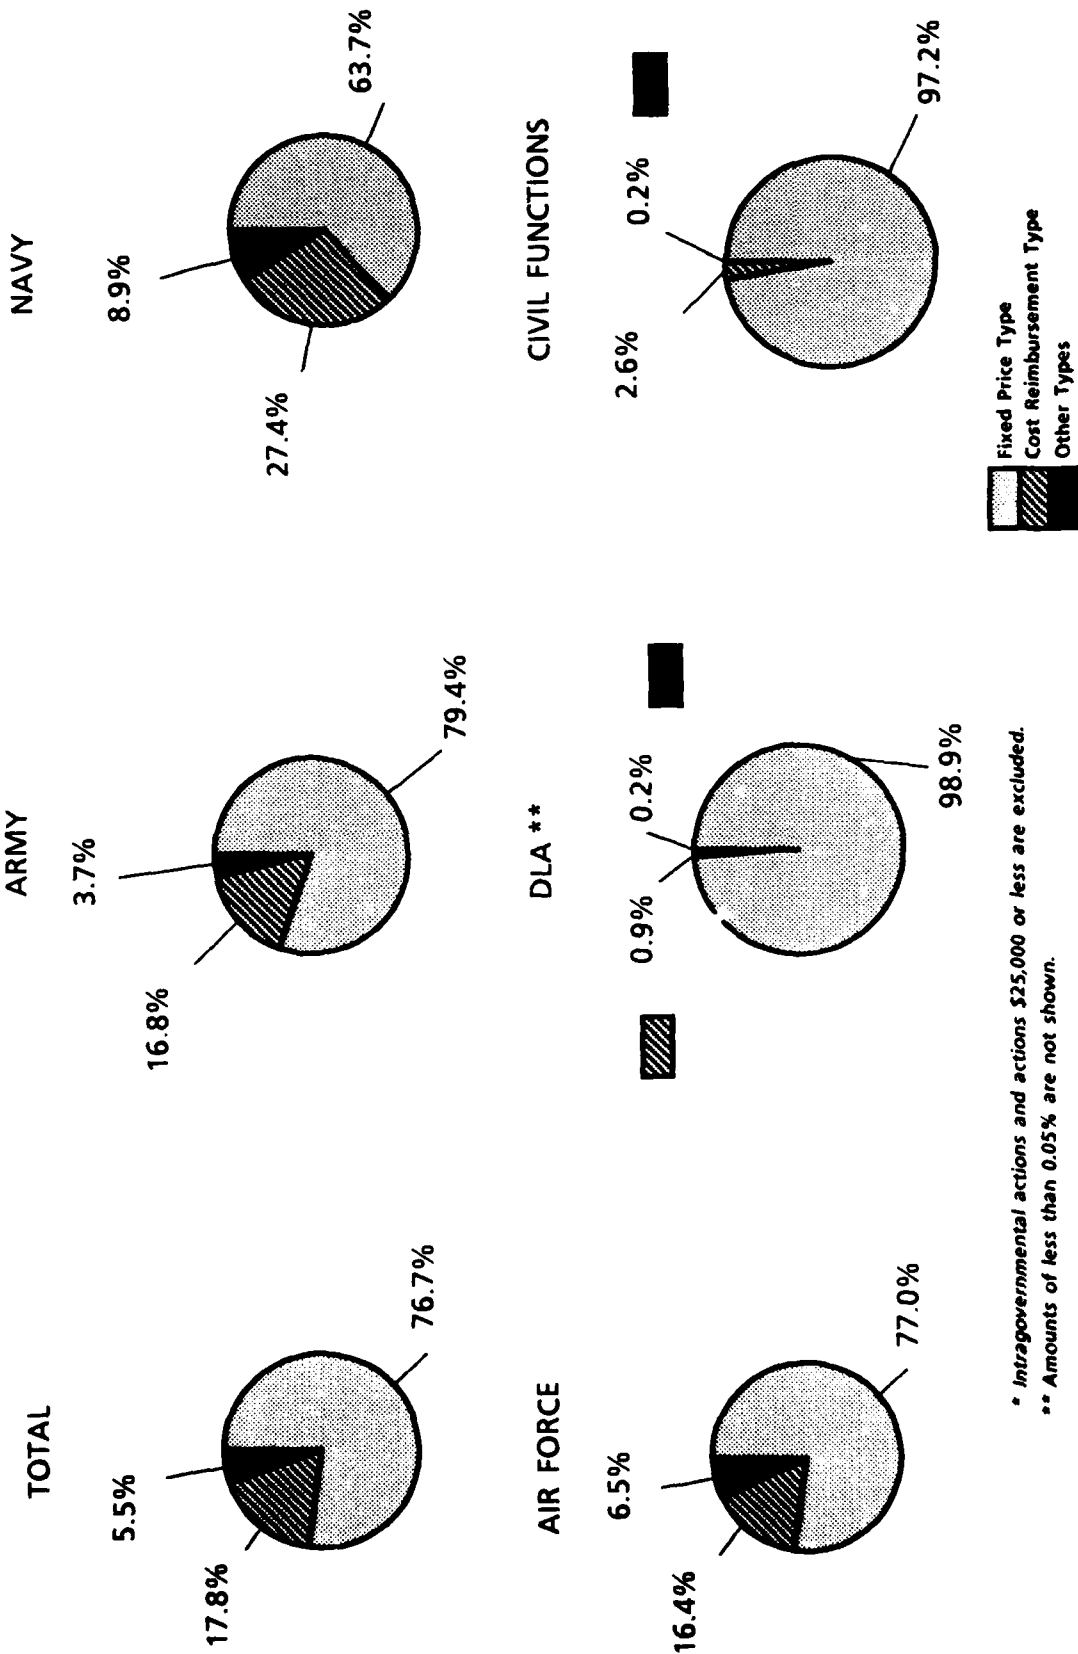 TOTAL
5.5%
17.8%
76.7%
ARMY
3.7%
16.8%
79.4%
NAVY
8.9%
27.4%
63.7%
AIR FORCE
6.5%
16.4%
77.0%
DLA **
0.9%
0.2%
98.9%
CIVIL FUNCTIONS
2.6%
0.2%
97.2%
Fixed Price Type
Cost Reimbursement Type
Other Types
* Intragovernmental actions and actions $25,000 or less are excluded.
** Amounts of less than 0.05% are not shown.